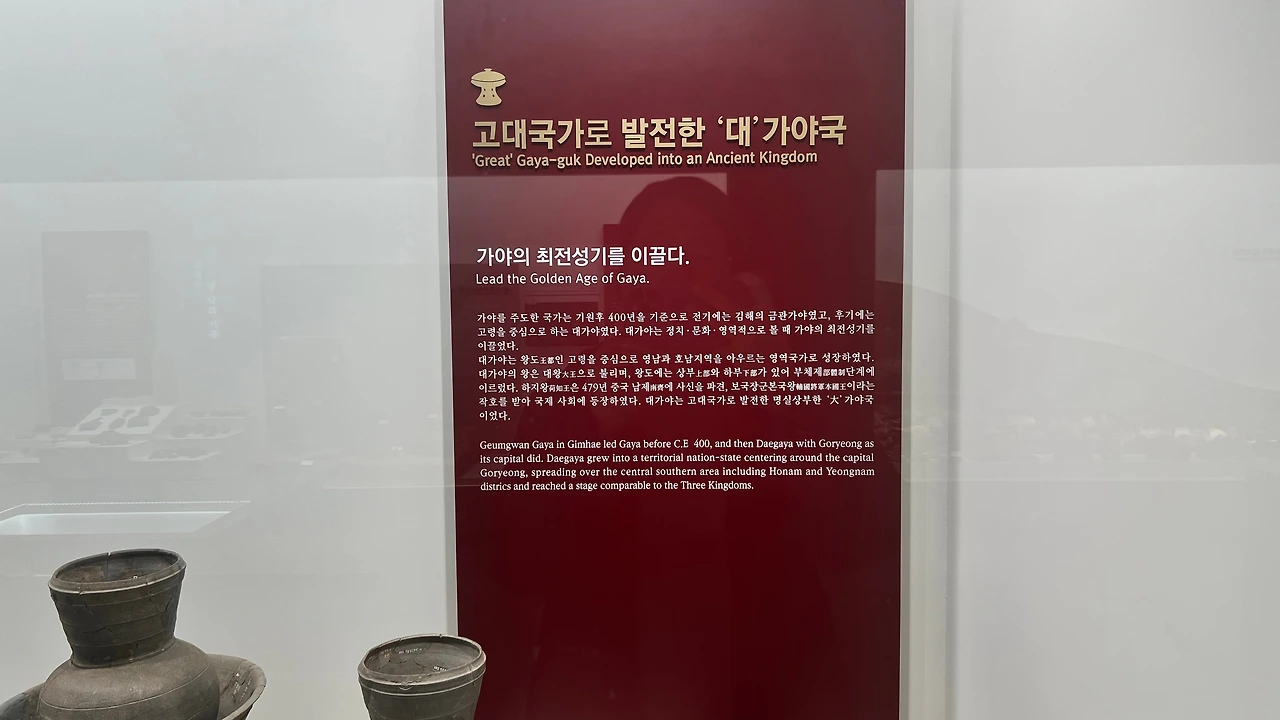 고대국가로 발전한 ‘대’ 가야국
'Great' Gaya-guk Developed into an Ancient Kingdom
가야의 최전성기를 이끌다.
Lead the Golden Age of Gaya.
가야를 주도한 국가는 기원후 400년을 기준으로 전기에는 김해의 금관가야였고, 후기에는
고령을 중심으로 하는 대가야였다. 대가야는 정치·문화·영역적으로 볼 때 가야의 최전성기를
이끌었다.
대가야는 왕도王都인 고령을 중심으로 영남과 호남지역을 아우르는 영역국가로 성장하였다.
대가야의 왕은 대왕大王으로 불리며, 왕도에는 상부上部와 하부下部가 있어 부체제部體制단계에
이르렀다. 하지왕荷知王은 479년 중국 남제南齊에 사신을 파견, 보국장군본국왕輔國將軍本國王이라는
작호를 받아 국제 사회에 등장하였다. 대가야는 고대국가로 발전한 명실상부한 ‘大’ 가야국
이었다.
Geumgwan Gaya in Gimhae led Gaya before C.E 400, and then Daegaya with Goryeong as
its capital did. Daegaya grew into a territorial nation-state centering around the capital
Goryeong, spreading over the central southern area including Honam and Yeongnam
districs and reached a stage comparable to the Three Kingdoms.